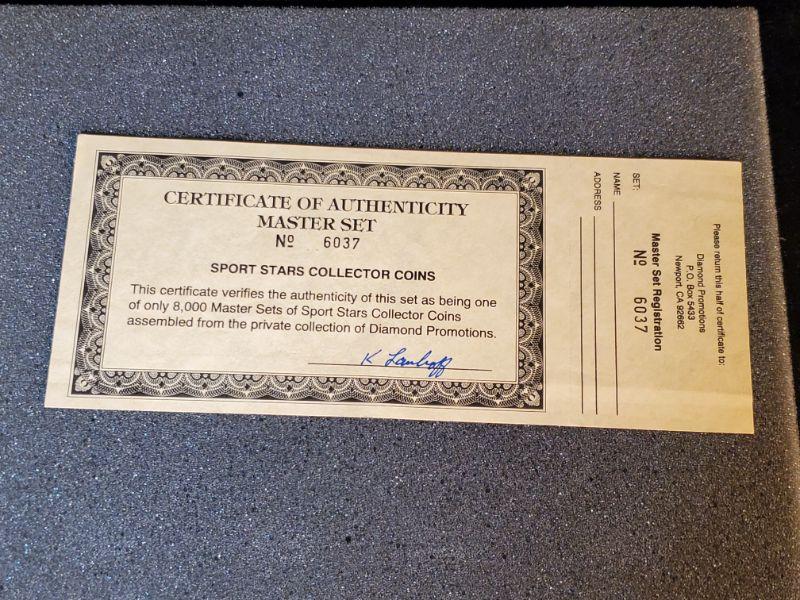 CERTIFICATE OF AUTHENTICITY
MASTER SET
Nº 6037
SPORT STARS COLLECTOR COINS
This certificate verifies the authenticity of this set as being one
of only 8,000 Master Sets of Sport Stars Collector Coins
assembled from the private collection of Diamond Promotions.
Please return this half of certificate to:
Diamond Promotions
P.O. Box 5433
Newport, CA 92662
Master Set Registration
Nº 6037
SET:
NAME
ADDRESS